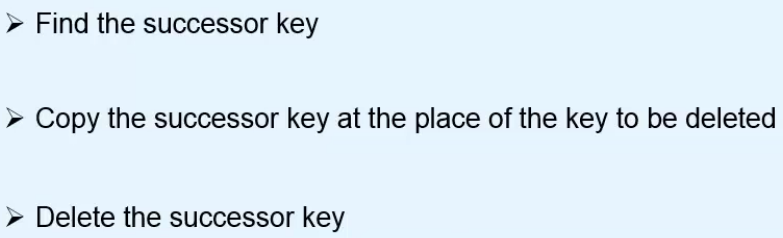 ➢ Find the successor key
➢ Copy the successor key at the place of the key to be deleted
➢ Delete the successor key